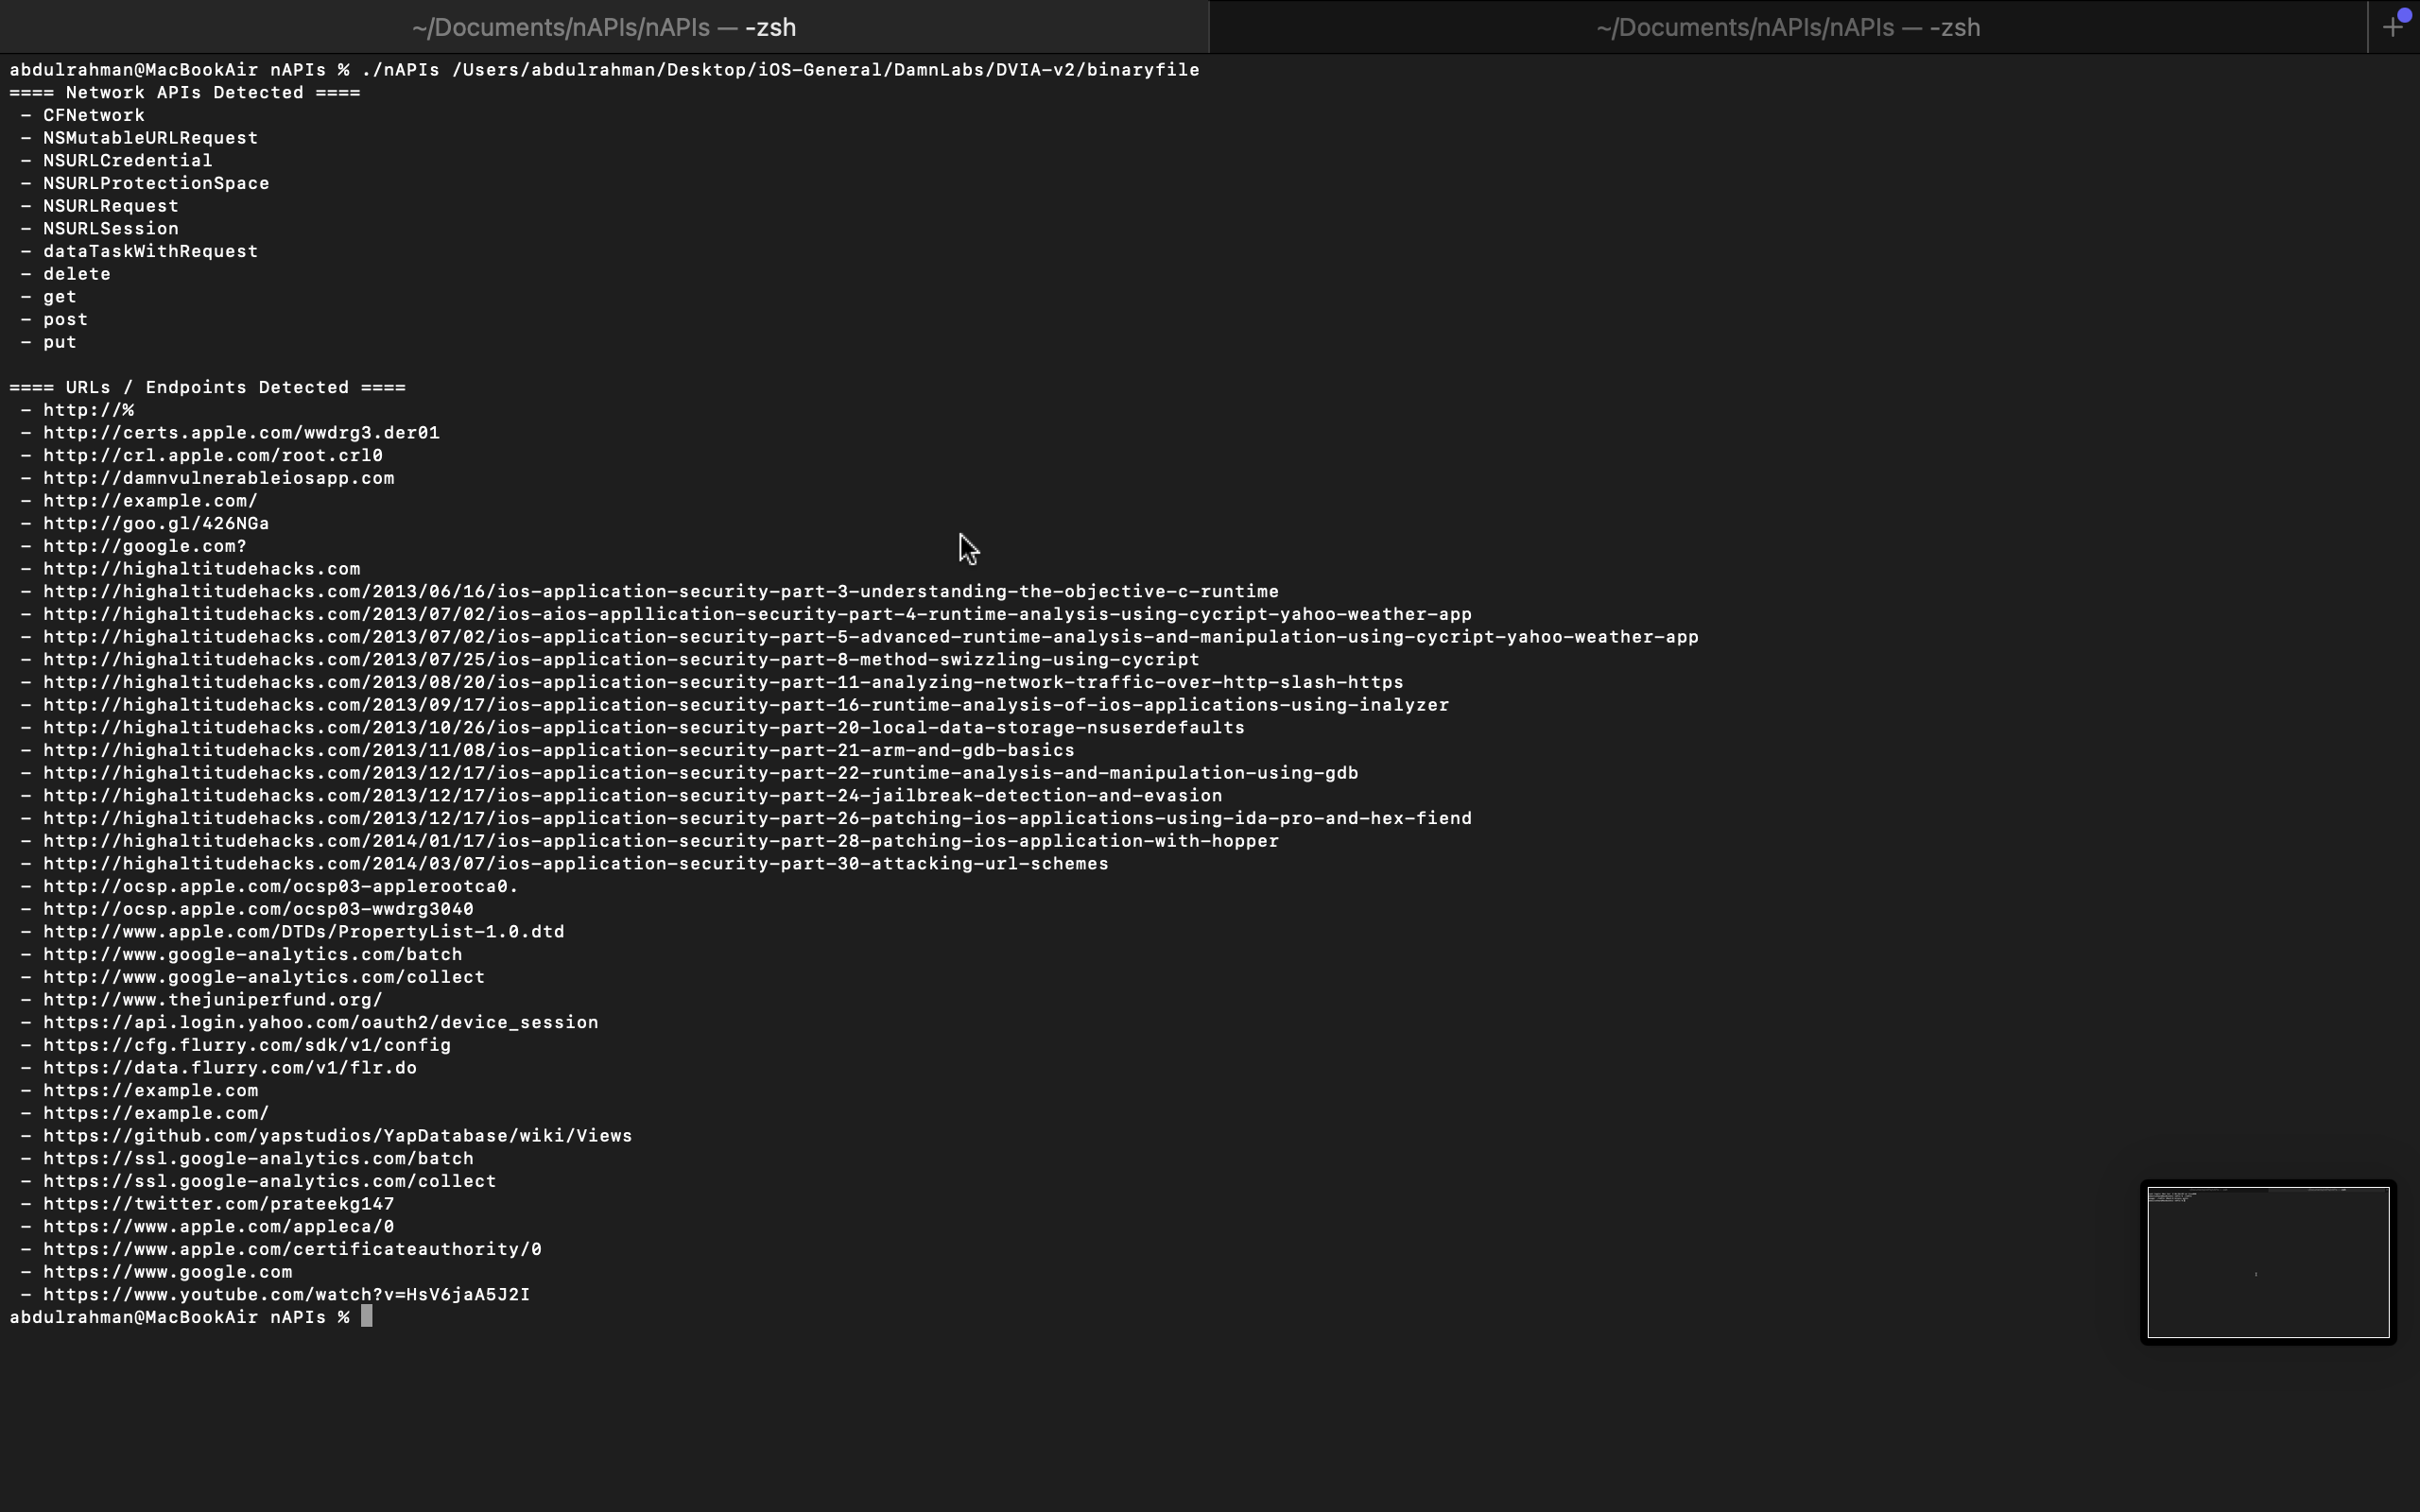 ~/Documents/nAPIs/nAPIs — -zsh
~/Documents/nAPIs/nAPIs — -zsh
abdulrahman@MacBookAir nAPIs % ./nAPIs /Users/abdulrahman/Desktop/iOS-General/DamnLabs/DVIA-v2/binaryfile
==== Network APIs Detected ====
- CFNetwork
- NSMutableURLRequest
- NSURLCredential
- NSURLProtectionSpace
- NSURLRequest
- NSURLSession
- dataTaskWithRequest
- delete
- get
- post
- put
==== URLs / Endpoints Detected ====
- http://%
- http://certs.apple.com/wwdrg3.der01
- http://crl.apple.com/root.crl0
- http://damnvulnerableiosapp.com
- http://example.com/
- http://goo.gl/426NGa
- http://google.com?
- http://highaltitudehacks.com
- http://highaltitudehacks.com/2013/06/16/ios-application-security-part-3-understanding-the-objective-c-runtime
- http://highaltitudehacks.com/2013/07/02/ios-aios-appllication-security-part-4-runtime-analysis-using-cycript-yahoo-weather-app
- http://highaltitudehacks.com/2013/07/02/ios-application-security-part-5-advanced-runtime-analysis-and-manipulation-using-cycript-yahoo-weather-app
- http://highaltitudehacks.com/2013/07/25/ios-application-security-part-8-method-swizzling-using-cycript
- http://highaltitudehacks.com/2013/08/20/ios-application-security-part-11-analyzing-network-traffic-over-http-slash-https
- http://highaltitudehacks.com/2013/09/17/ios-application-security-part-16-runtime-analysis-of-ios-applications-using-inalyzer
- http://highaltitudehacks.com/2013/10/26/ios-application-security-part-20-local-data-storage-nsuserdefaults
- http://highaltitudehacks.com/2013/11/08/ios-application-security-part-21-arm-and-gdb-basics
- http://highaltitudehacks.com/2013/12/17/ios-application-security-part-22-runtime-analysis-and-manipulation-using-gdb
- http://highaltitudehacks.com/2013/12/17/ios-application-security-part-24-jailbreak-detection-and-evasion
- http://highaltitudehacks.com/2013/12/17/ios-application-security-part-26-patching-ios-applications-using-ida-pro-and-hex-fiend
- http://highaltitudehacks.com/2014/01/17/ios-application-security-part-28-patching-ios-application-with-hopper
- http://highaltitudehacks.com/2014/03/07/ios-application-security-part-30-attacking-url-schemes
- http://ocsp.apple.com/ocsp03-applerootca0.
- http://ocsp.apple.com/ocsp03-wwdrg3040
- http://www.apple.com/DTDs/PropertyList-1.0.dtd
- http://www.google-analytics.com/batch
- http://www.google-analytics.com/collect
- http://www.thejuniperfund.org/
- https://api.login.yahoo.com/oauth2/device_session
- https://cfg.flurry.com/sdk/v1/config
- https://data.flurry.com/v1/flr.do
- https://example.com
- https://example.com/
- https://github.com/yapstudios/YapDatabase/wiki/Views
- https://ssl.google-analytics.com/batch
- https://ssl.google-analytics.com/collect
- https://twitter.com/prateekg147
- https://www.apple.com/appleca/0
- https://www.apple.com/certificateauthority/0
- https://www.google.com
- https://www.youtube.com/watch?v=HsV6jaA5J2I
abdulrahman@MacBookAir nAPIs %